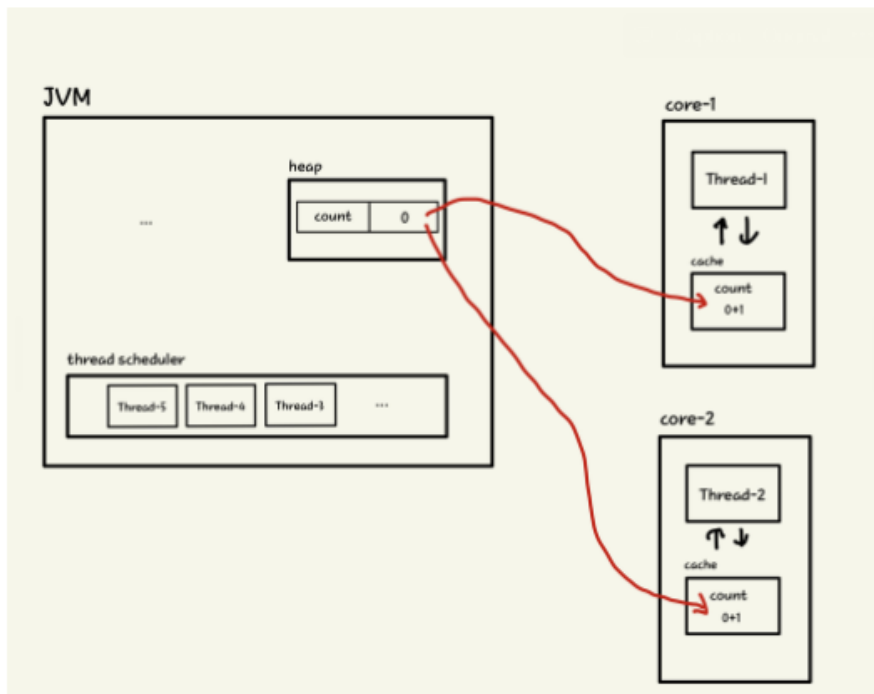 JVM
...
heap
count 0
thread scheduler
Thread-5 Thread-4 Thread-3 ...
core-1
Thread-1
cache
count
0+1
core-2
Thread-2
cache
count
0+1